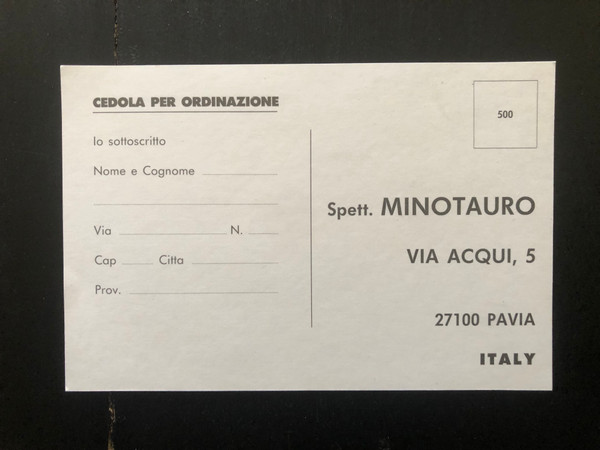 CEDOLA PER ORDINAZIONE
Io sottoscritto
Nome e Cognome
Via N.
Cap Citta
Prov.
500
Spett. MINOTAURO
VIA ACQUI, 5
27100 PAVIA
ITALY